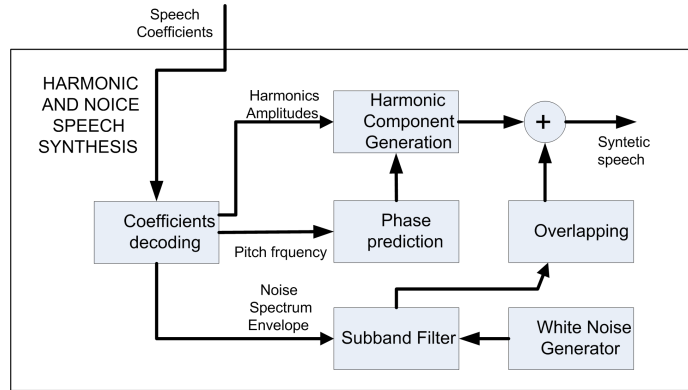 Speech
Coefficients
HARMONIC
AND NOICE
SPEECH
SYNTHESIS
Harmonics
Amplitudes
Harmonic
Component
Generation
+
Syntetic
speech
Coefficients
decoding
Pitch frquency
Phase
prediction
Overlapping
Noise
Spectrum
Envelope
Subband Filter
White Noise
Generator